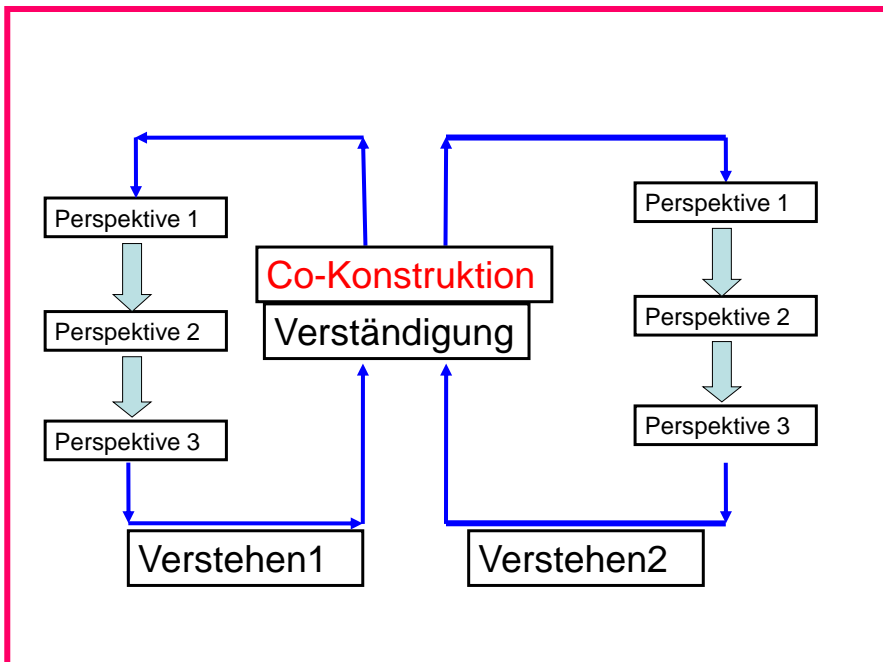 Perspektive 1
Perspektive 2
Perspektive 3
Verstehen1
Co-Konstruktion
Verständigung
Perspektive 1
Perspektive 2
Perspektive 3
Verstehen2